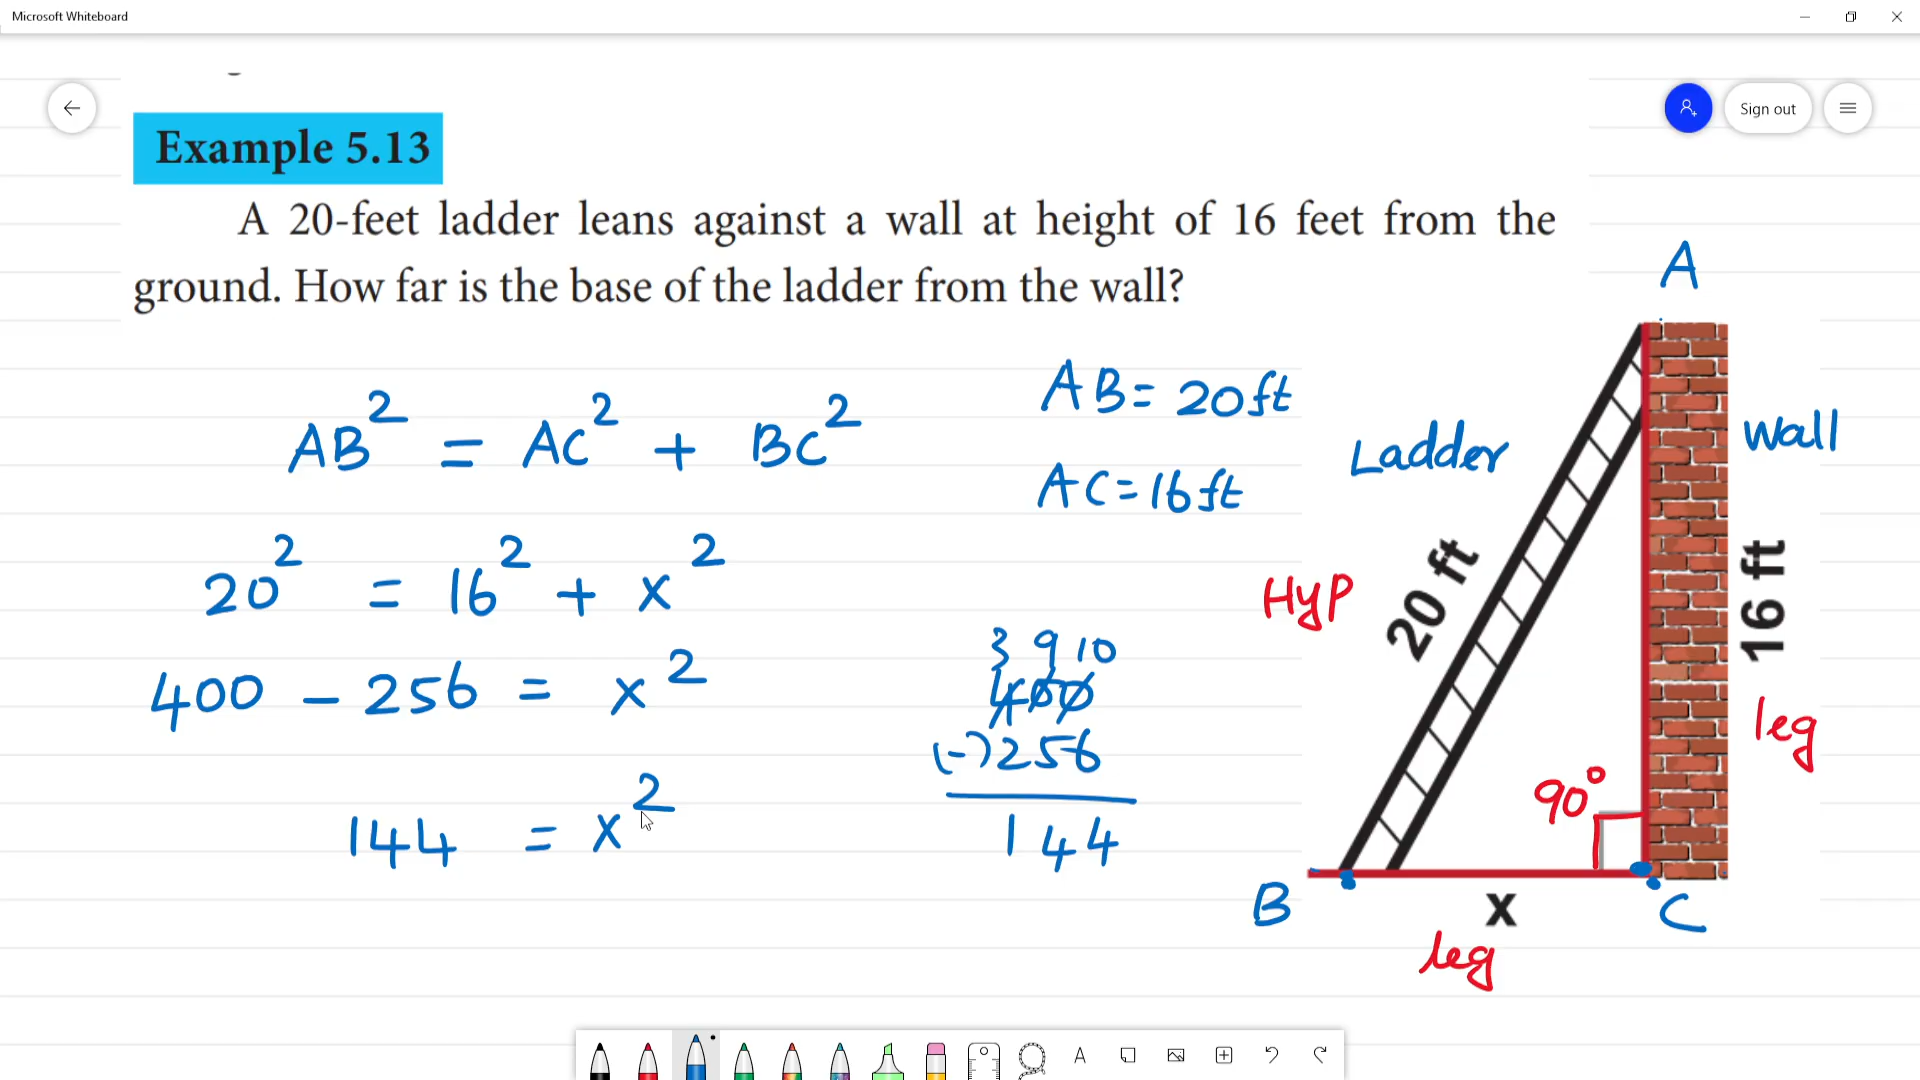 Microsoft Whiteboard
Sign out
Example 5.13
A 20-feet ladder leans against a wall at height of 16 feet from the
ground. How far is the base of the ladder from the wall?
AB² = AC² + BC²
20² = 16² + x²
400 - 256 = x²
144 = x²
AB = 20ft
AC = 16ft
3 9 10
400
(-) 256
144
A
Ladder
Wall
Hyp
20 ft
16 ft
leg
90°
B
x
C
leg
A